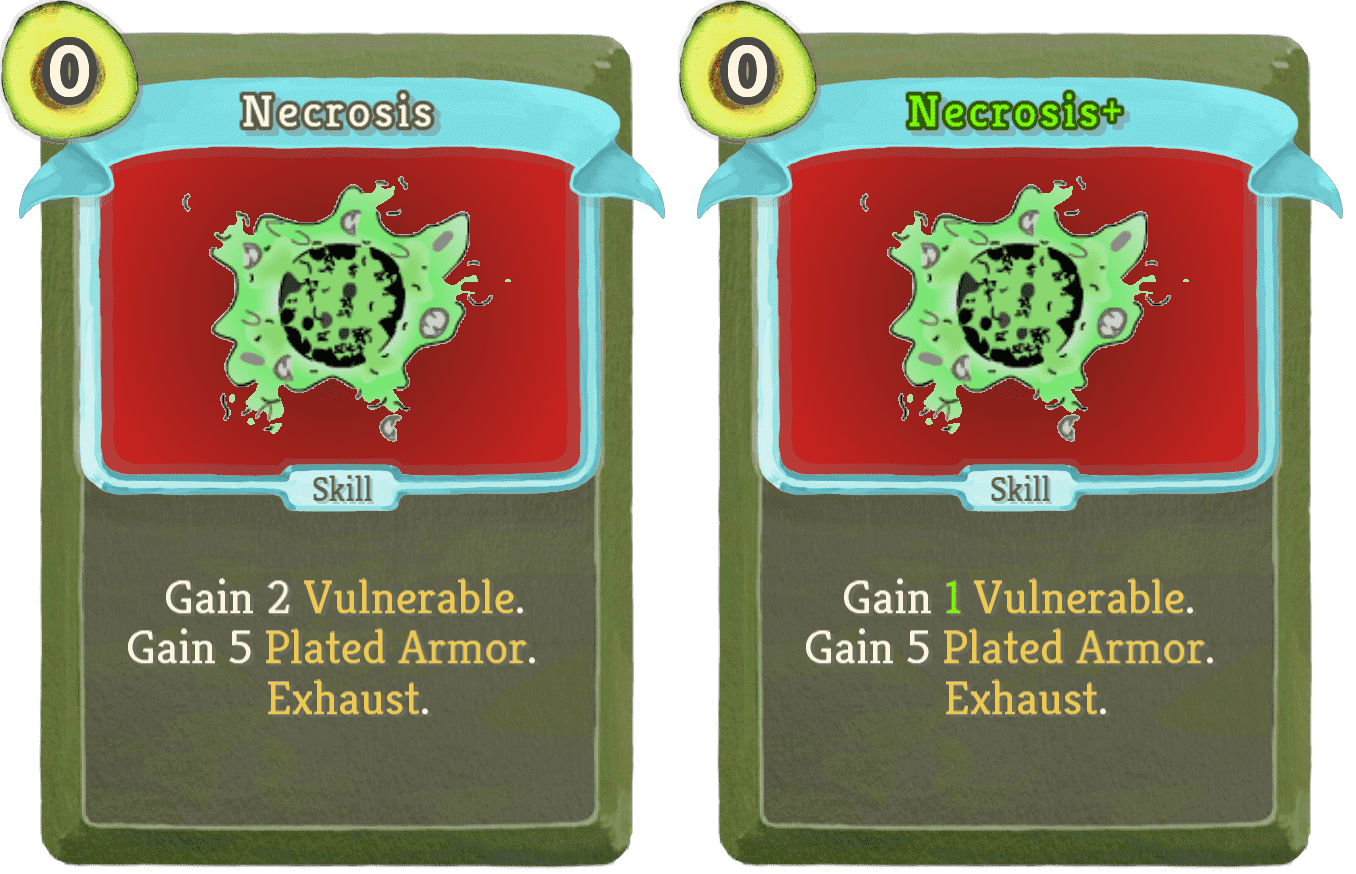 0
Necrosis
Skill
Gain 2 Vulnerable.
Gain 5 Plated Armor.
Exhaust.
0
Necrosis+
Skill
Gain 1 Vulnerable.
Gain 5 Plated Armor.
Exhaust.